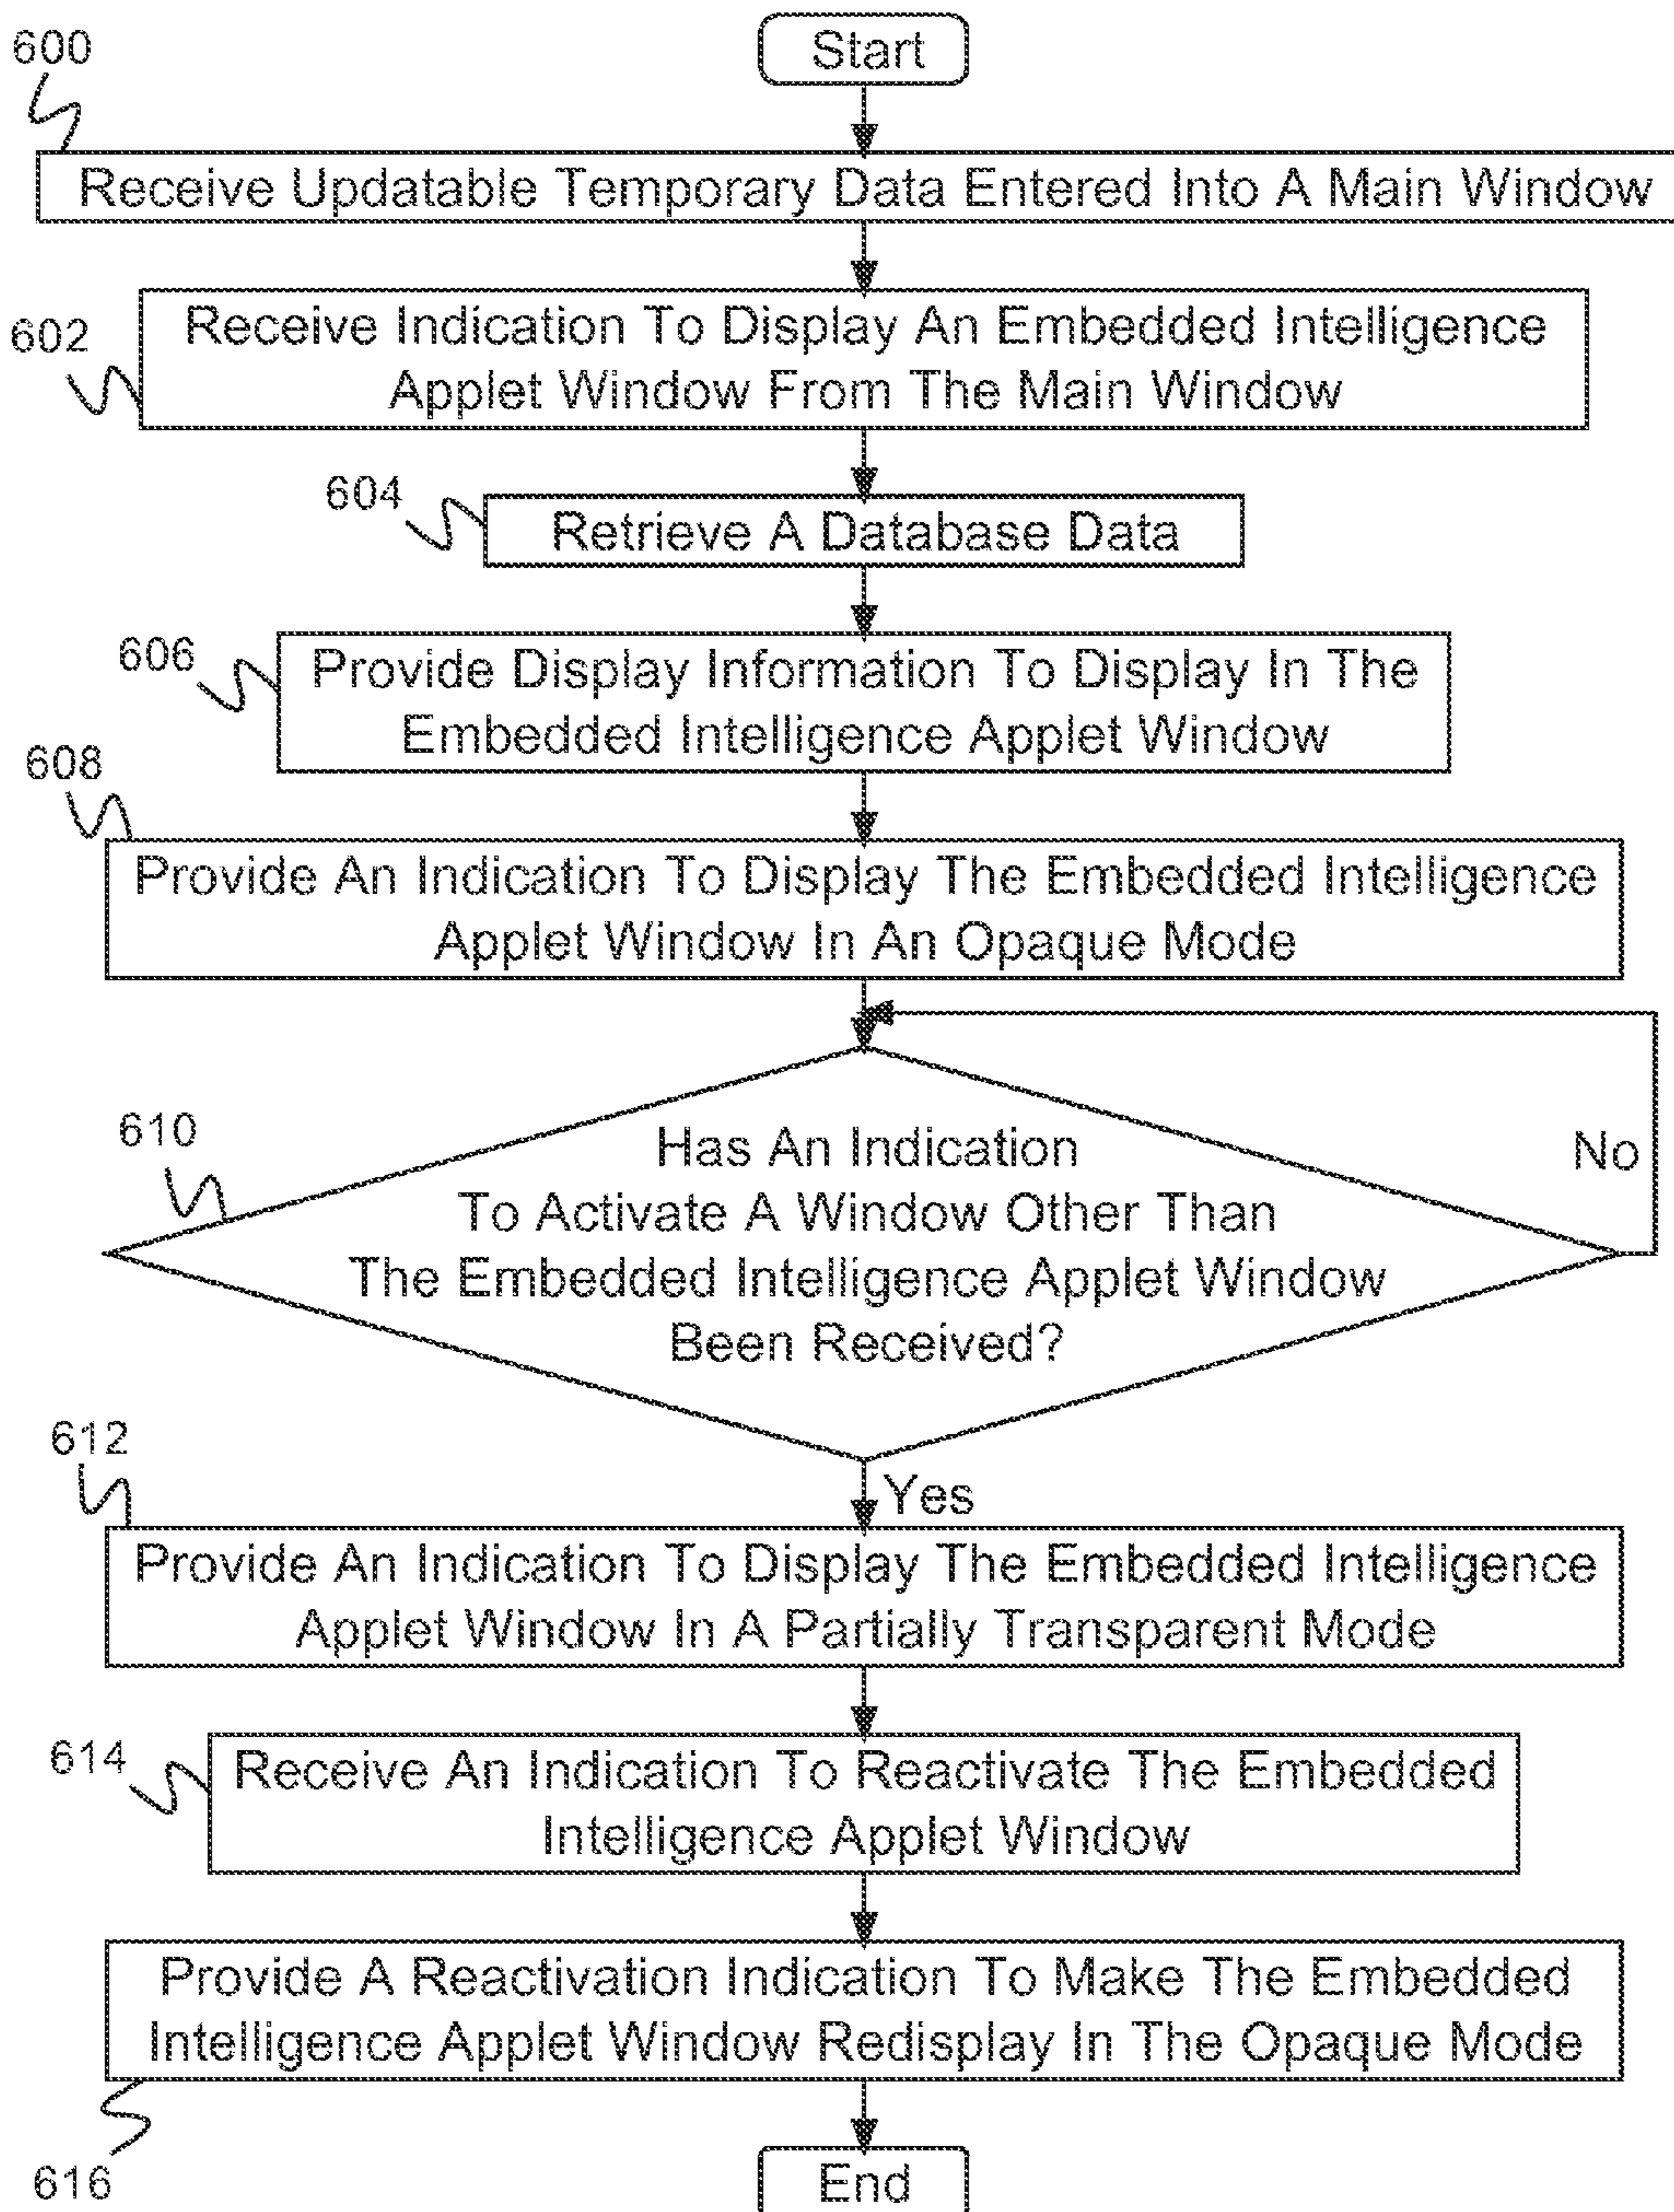 Start
600
Receive Updatable Temporary Data Entered Into A Main Window
602
Receive Indication To Display An Embedded Intelligence
Applet Window From The Main Window
604
Retrieve A Database Data
606
Provide Display Information To Display In The
Embedded Intelligence Applet Window
608
Provide An Indication To Display The Embedded Intelligence
Applet Window In An Opaque Mode
610
Has An Indication
To Activate A Window Other Than
The Embedded Intelligence Applet Window
Been Received?
No
Yes
612
Provide An Indication To Display The Embedded Intelligence
Applet Window In A Partially Transparent Mode
614
Receive An Indication To Reactivate The Embedded
Intelligence Applet Window
Provide A Reactivation Indication To Make The Embedded
Intelligence Applet Window Redisplay In The Opaque Mode
616
End